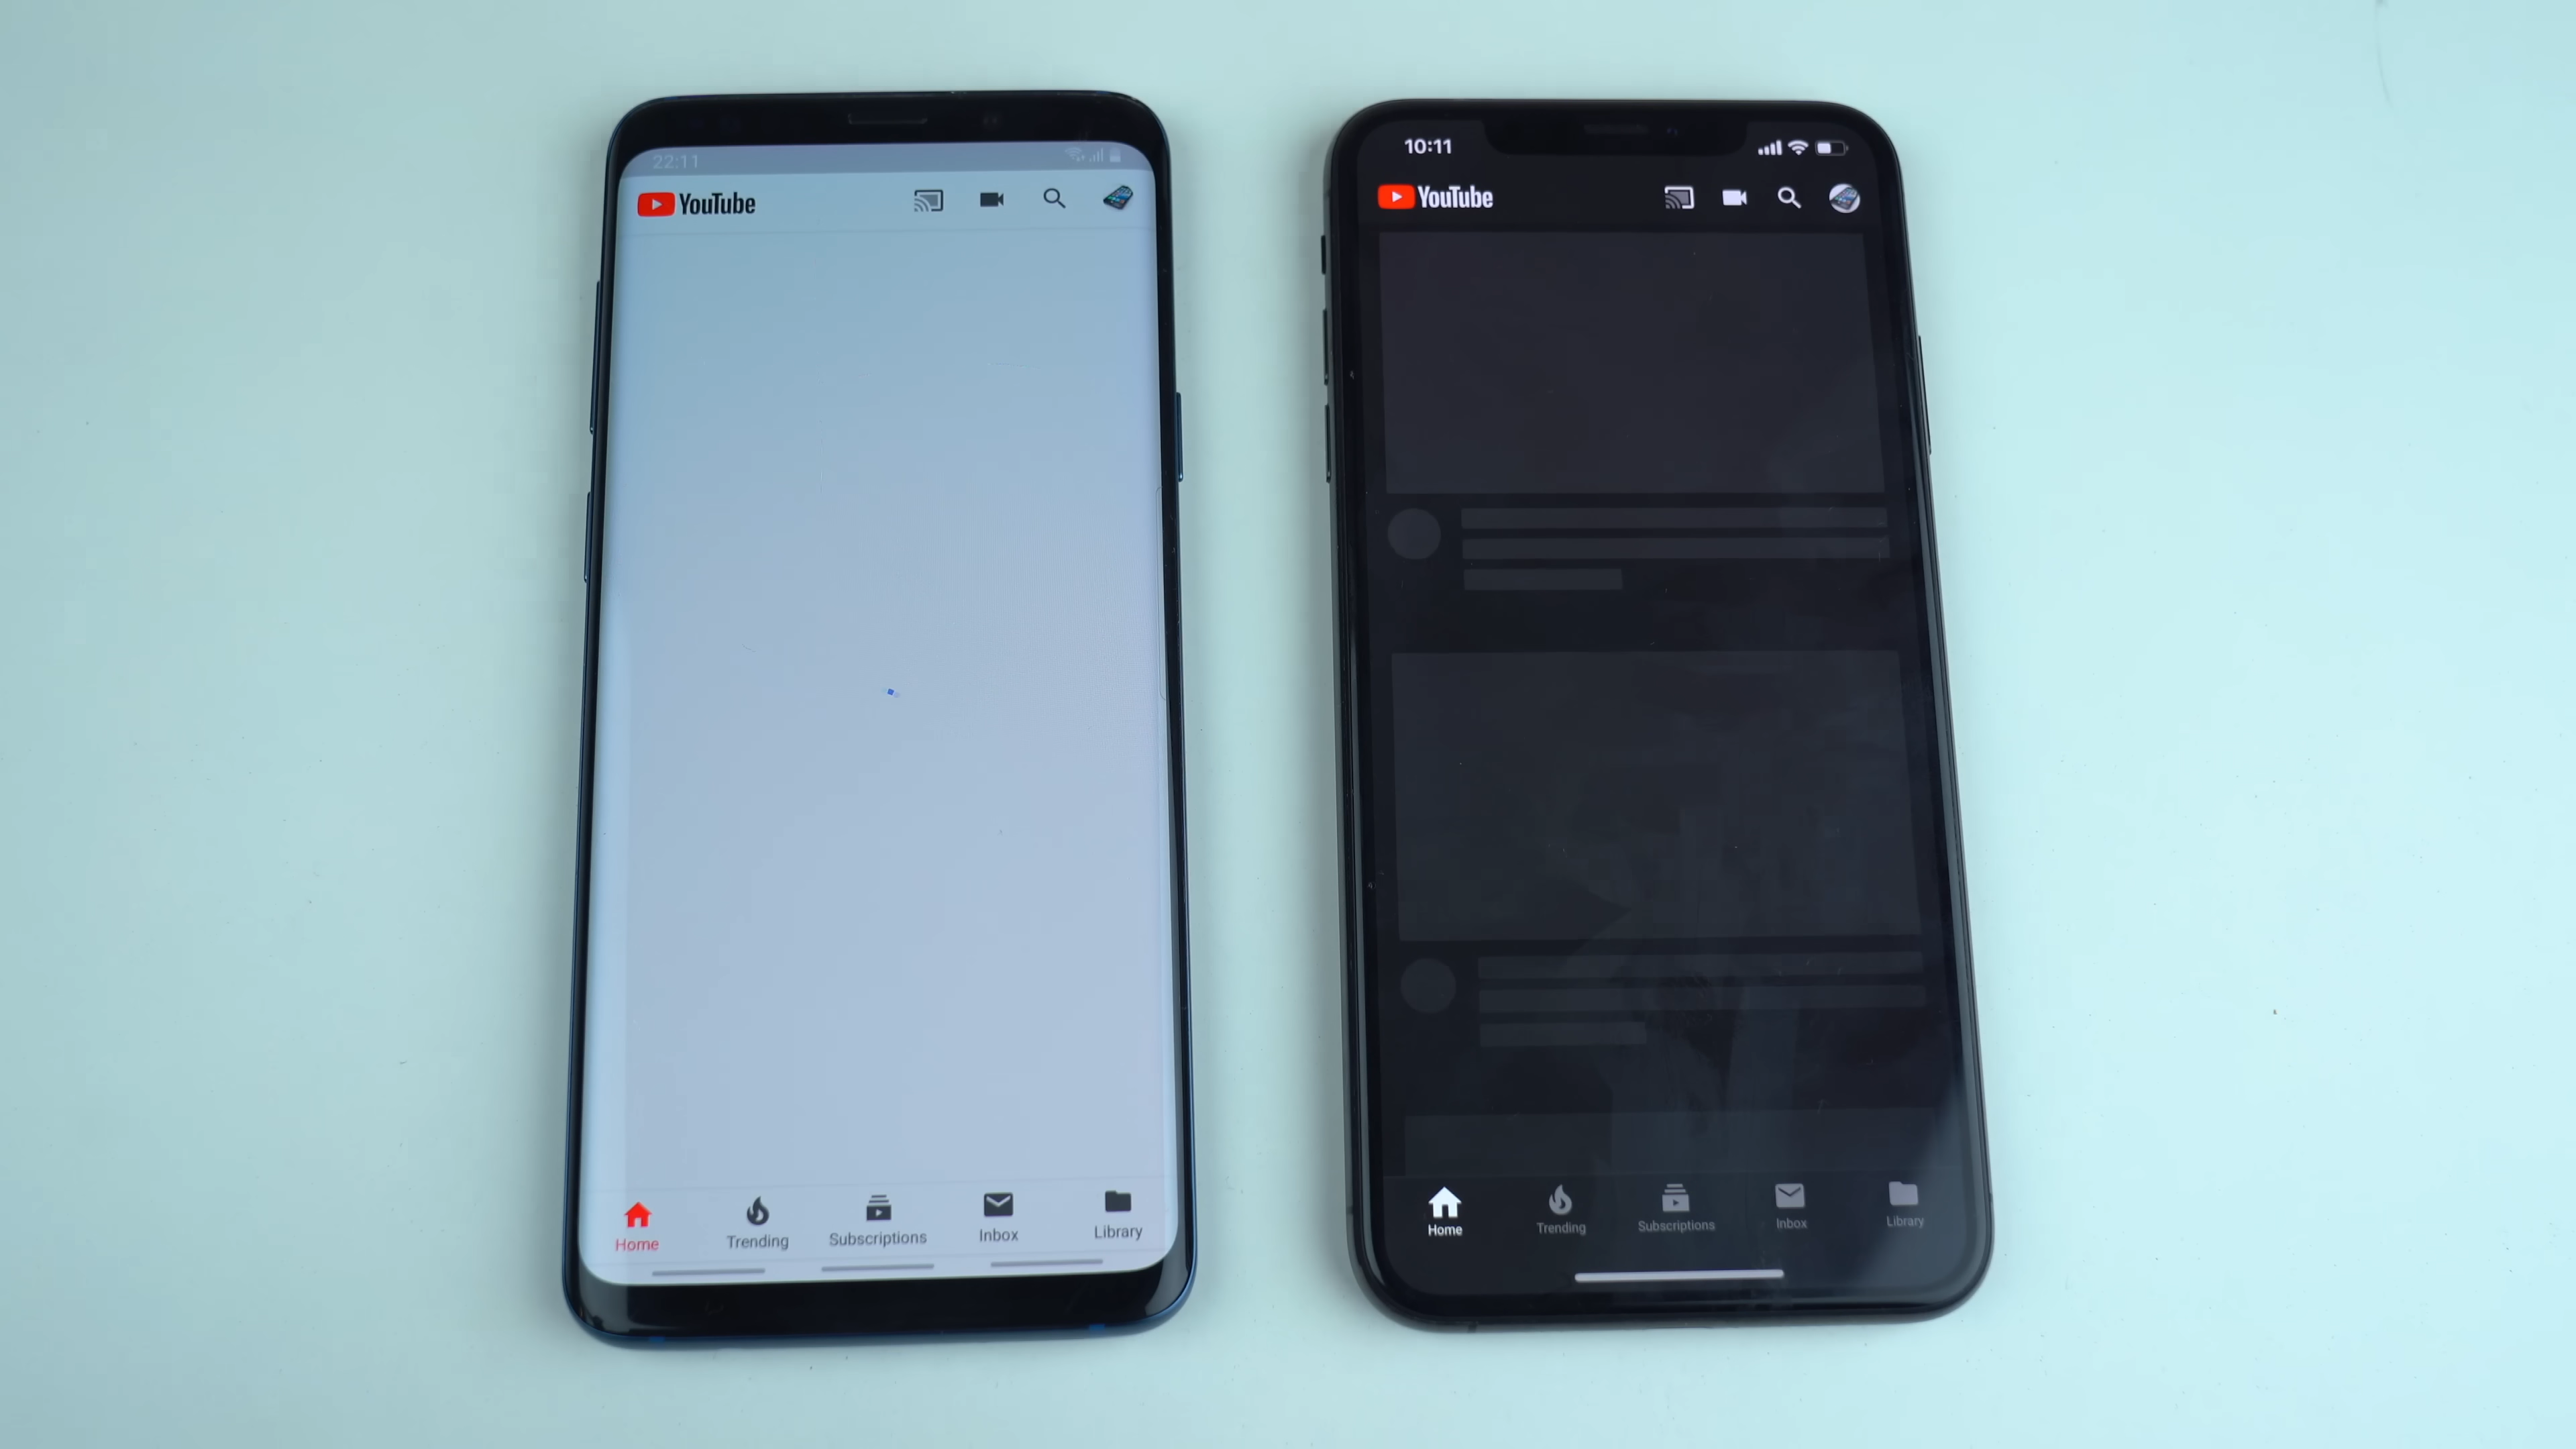 22:11
YouTube
Home
Trending
Subscriptions
Inbox
Library
10:11
YouTube
Home
Trending
Subscriptions
Inbox
Library